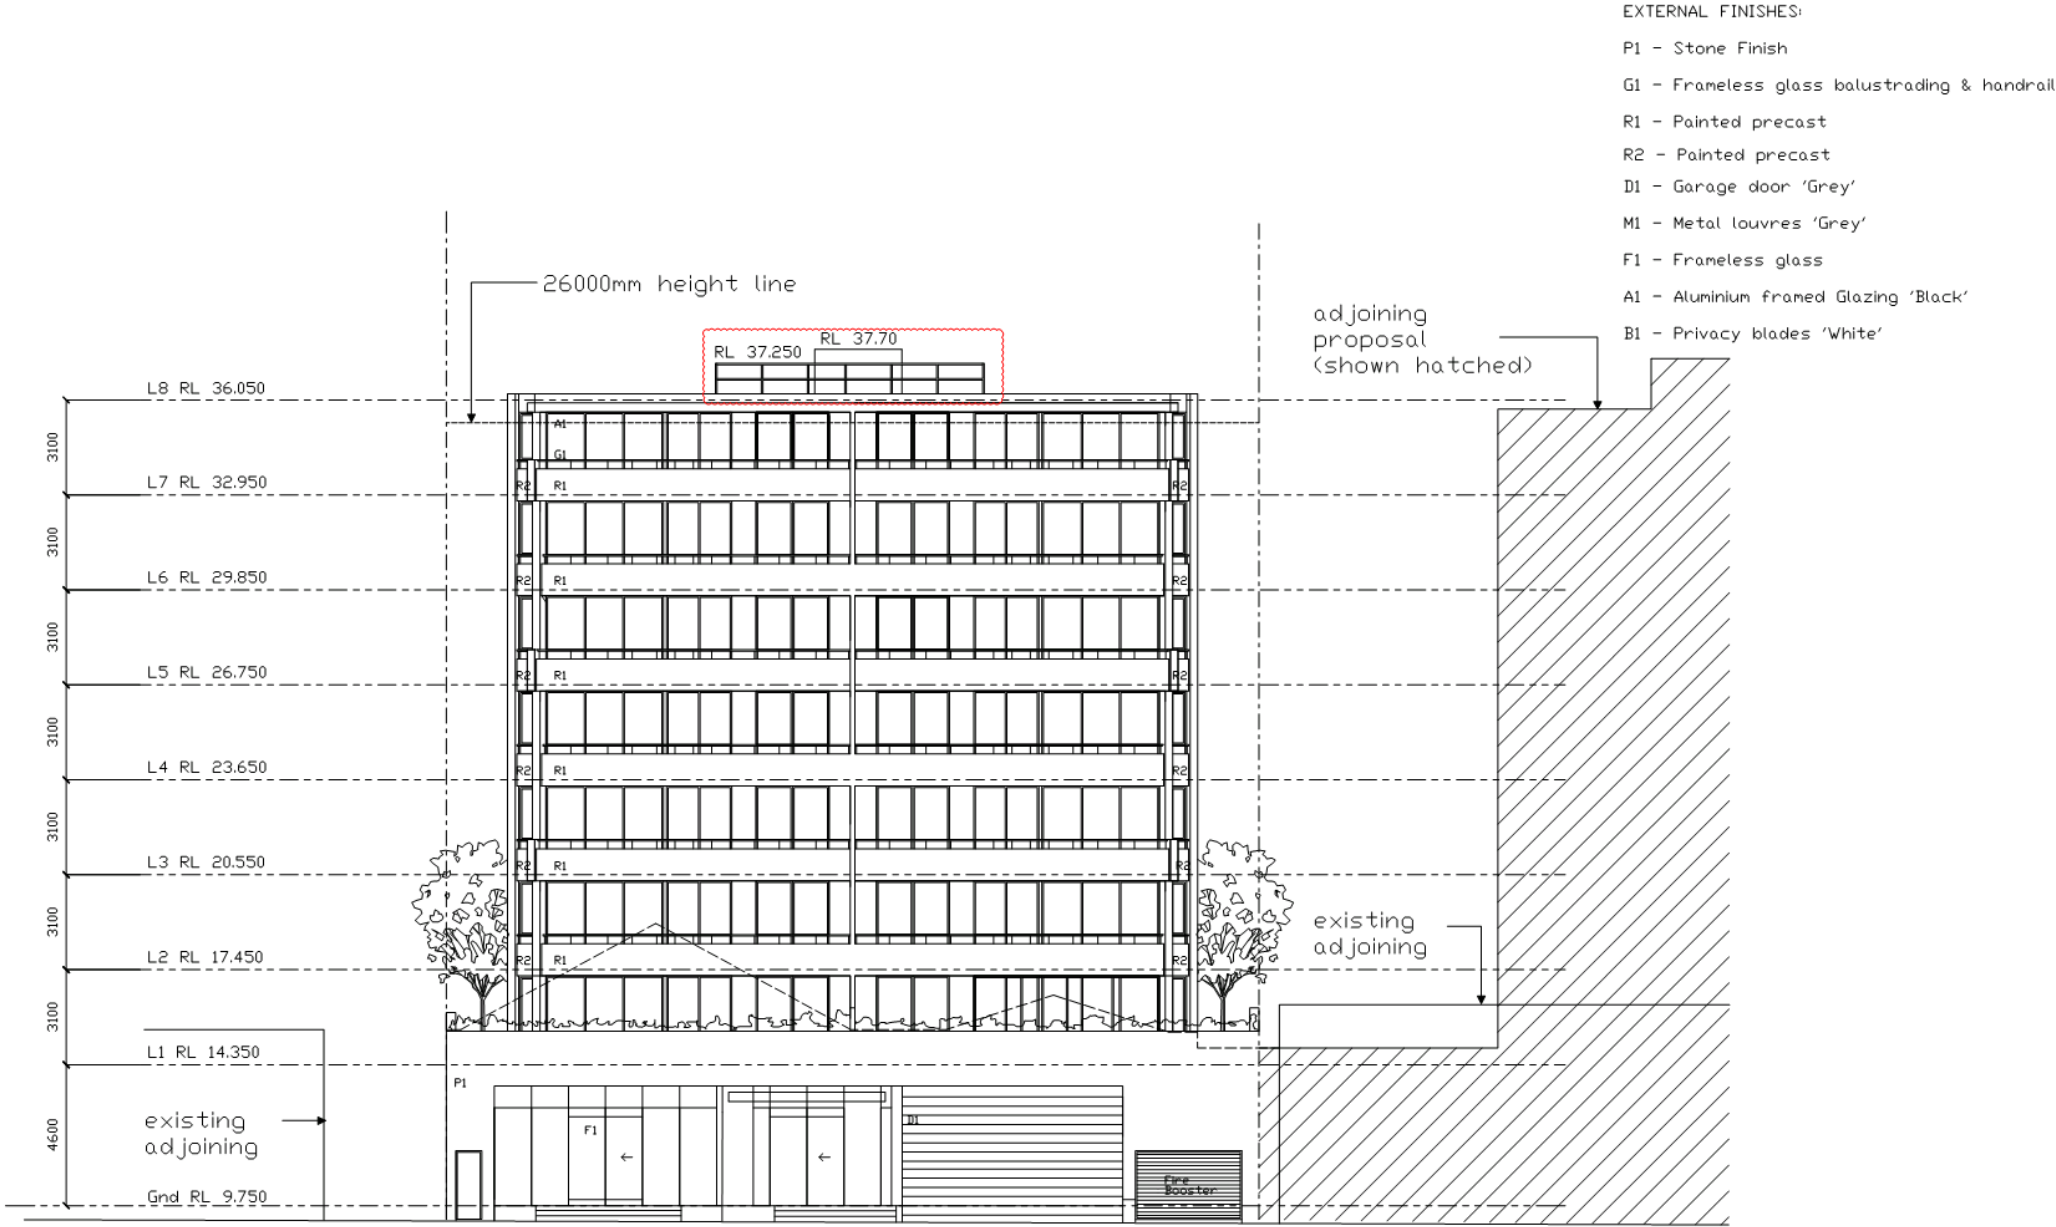 EXTERNAL FINISHES:
P1 - Stone Finish
G1 - Frameless glass balustrading & handrail
R1 - Painted precast
R2 - Painted precast
D1 - Garage door 'Grey'
M1 - Metal louvres 'Grey'
F1 - Frameless glass
A1 - Aluminium framed Glazing 'Black'
B1 - Privacy blades 'White'
26000mm height line
adjoining
proposal
(shown hatched)
RL 37.70
RL 37.250
L8 RL 36.050
A1
3100
G1
L7 RL 32.950
R2 R1 R2
3100
L6 RL 29.850
R2 R1 R2
3100
L5 RL 26.750
R2 R1 R2
3100
L4 RL 23.650
R2 R1 R2
3100
L3 RL 20.550
R2 R1 R2
3100
existing
adjoining
L2 RL 17.450
R2 R1 R2
3100
L1 RL 14.350
P1
existing
adjoining
4600
F1
D1
Fire
Booster
Gnd RL 9.750